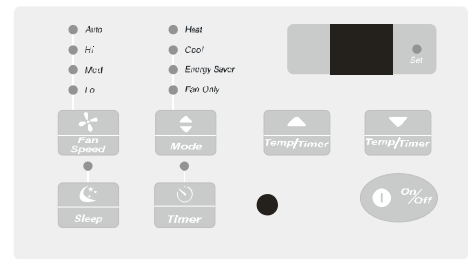 Auto
Hi
Med
Lo
Heat
Cool
Energy Saver
Fan Only
Set
Fan
Speed
Mode
Temp/Timer
Temp/Timer
Sleep
Timer
On/
Off